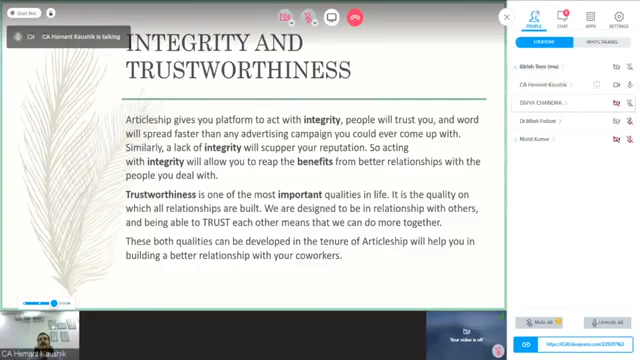 Start Rec
CA Hemant Kaushik is talking
INTEGRITY AND
TRUSTWORTHINESS
Articleship gives you platform to act with integrity, people will trust you, and word
will spread faster than any advertising campaign you could ever come up with.
Similarly, a lack of integrity will scupper your reputation. So acting
with integrity will allow you to reap the benefits from better relationships with the
people you deal with.
Trustworthiness is one of the most important qualities in life. It is the quality on
which all relationships are built. We are designed to be in relationship with others,
and being able to TRUST each other means that we can do more together.
These both qualities can be developed in the tenure of Articleship will help you in
building a better relationship with your coworkers.
CA Hemant Kaushik
Your video is off
PEOPLE
CHAT
APPS
SETTINGS
EVERYONE
WHO'S TALKING
Girish Soni (me)
CA Hemant Kaushik
DIVYA CHANDRA
Mohit Kumar
Mute All
Unmute All